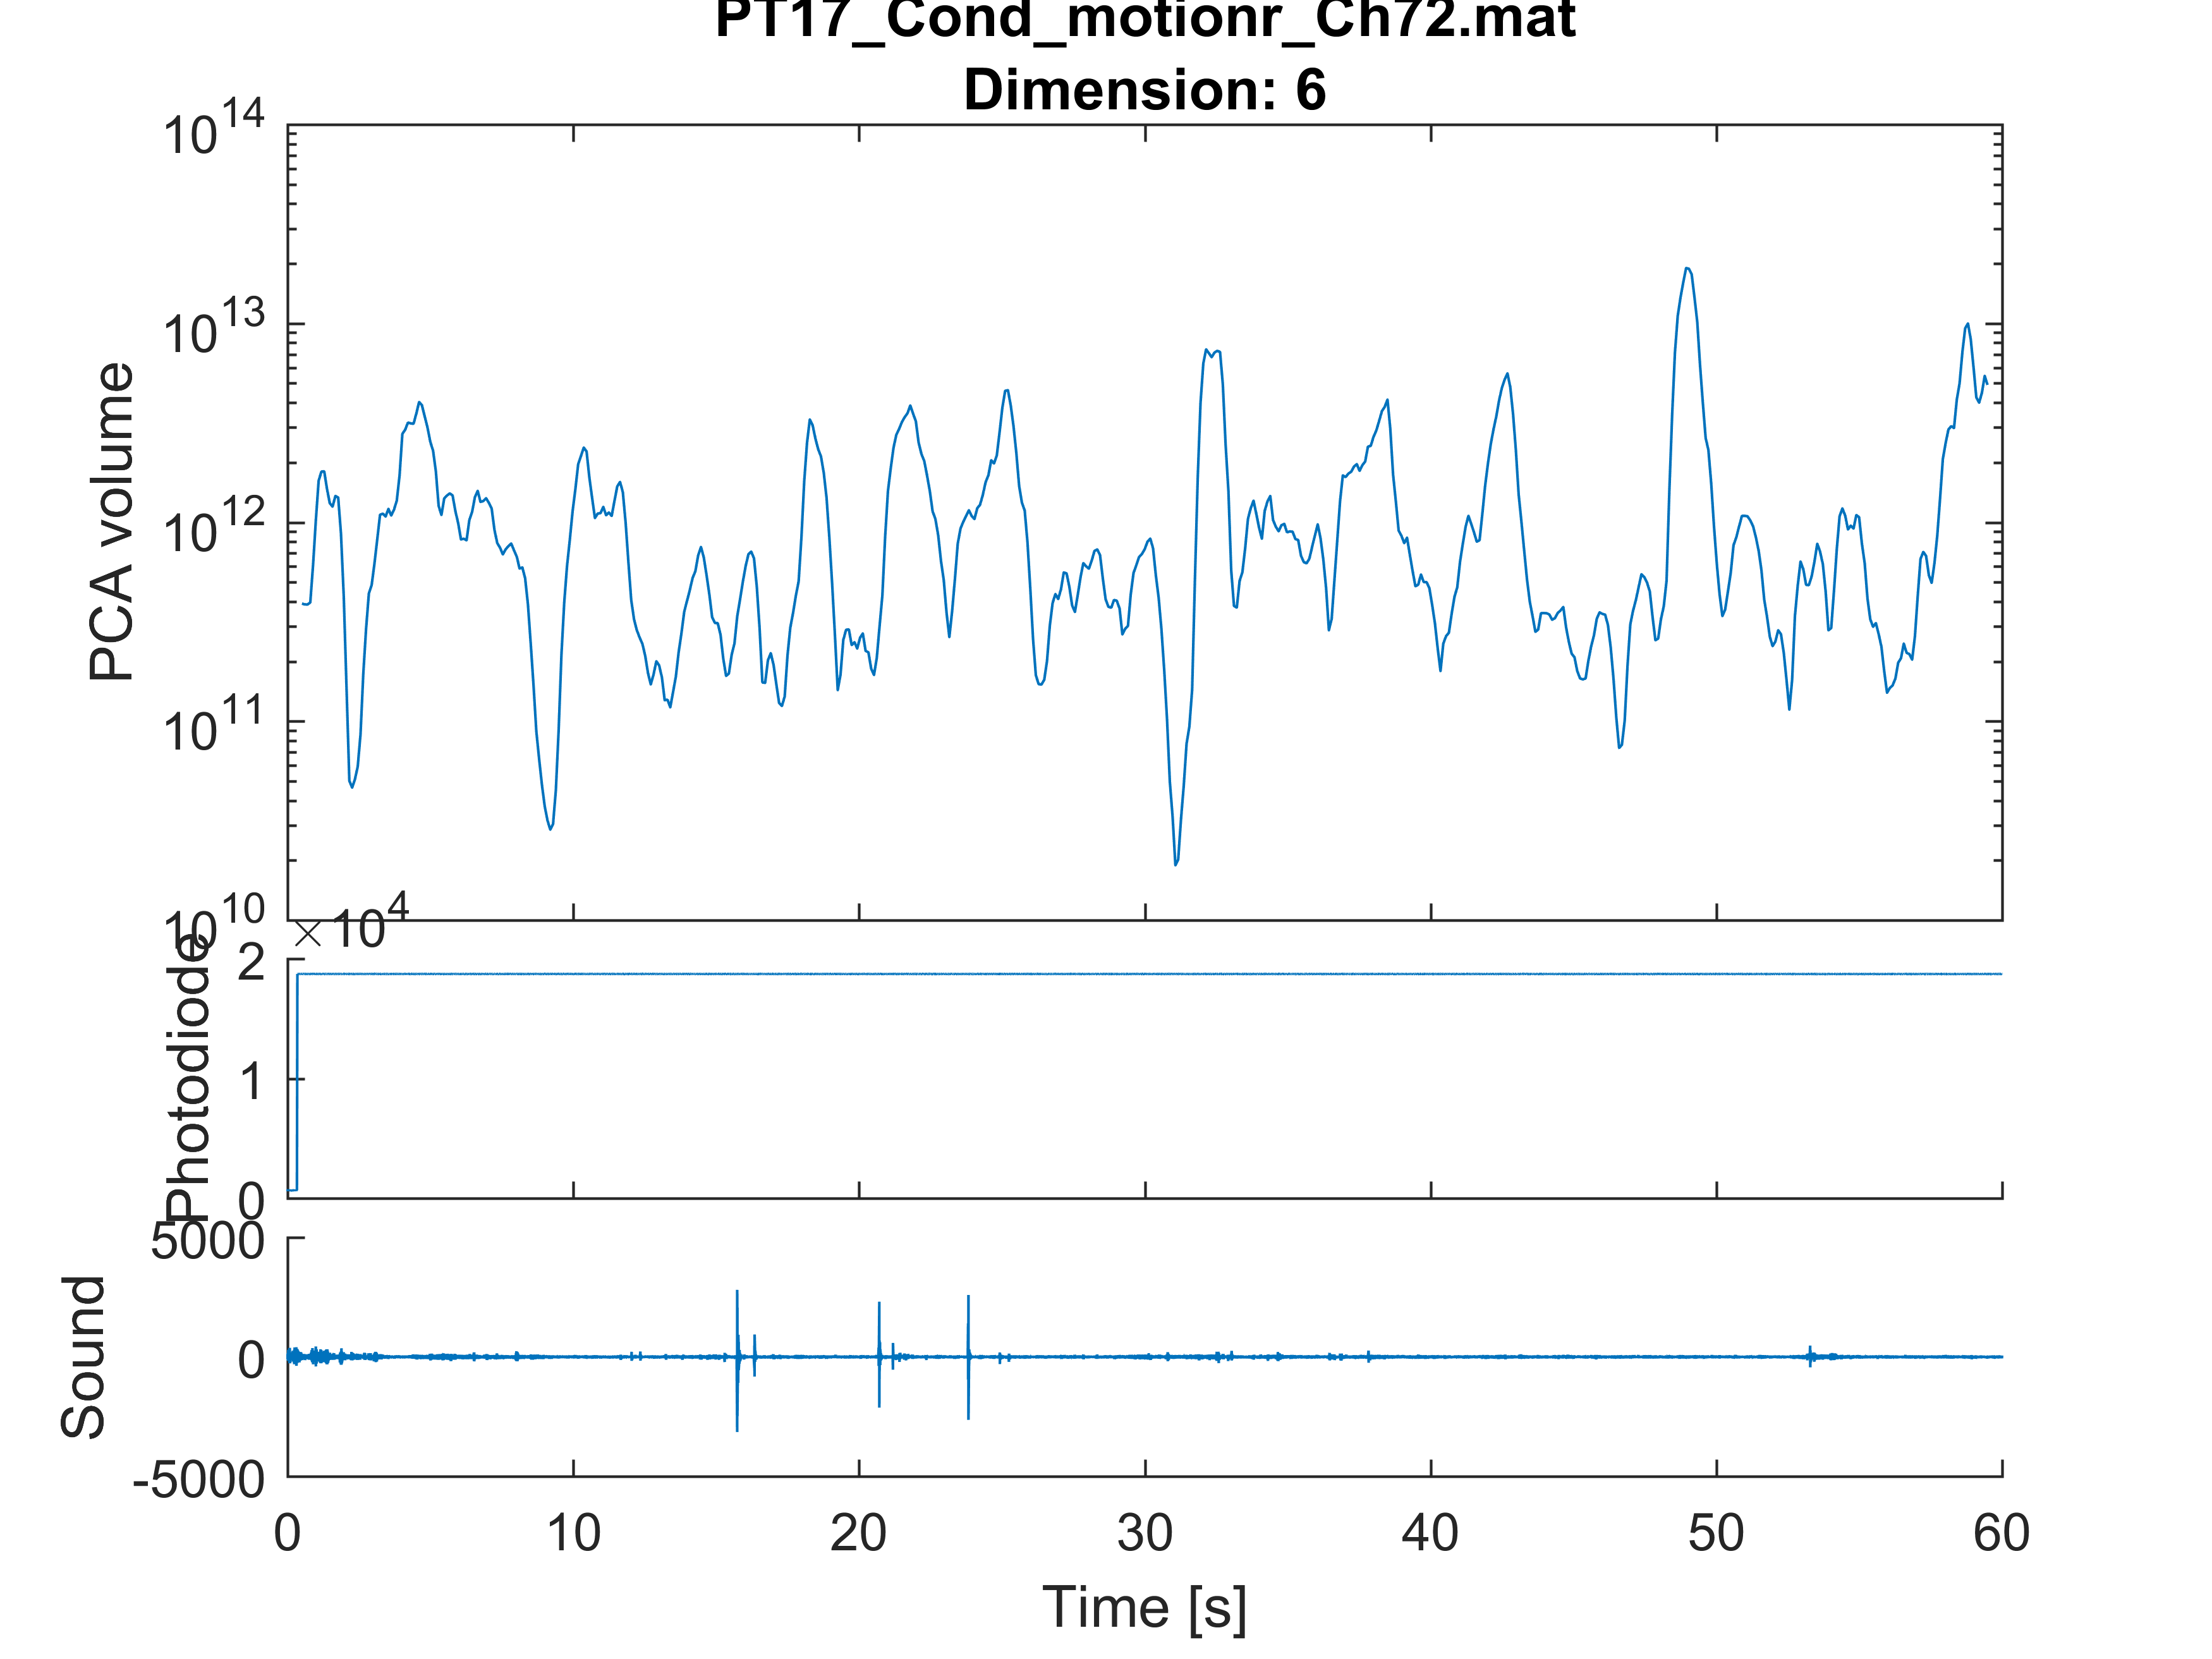 PT17_Cond_motionr_Ch72.mat
Dimension: 6
10^14
10^13
10^12
10^11
10^10
PCA volume
× 10^4
2
1
0
Photodiode
5000
0
-5000
Sound
0 10 20 30 40 50 60
Time [s]